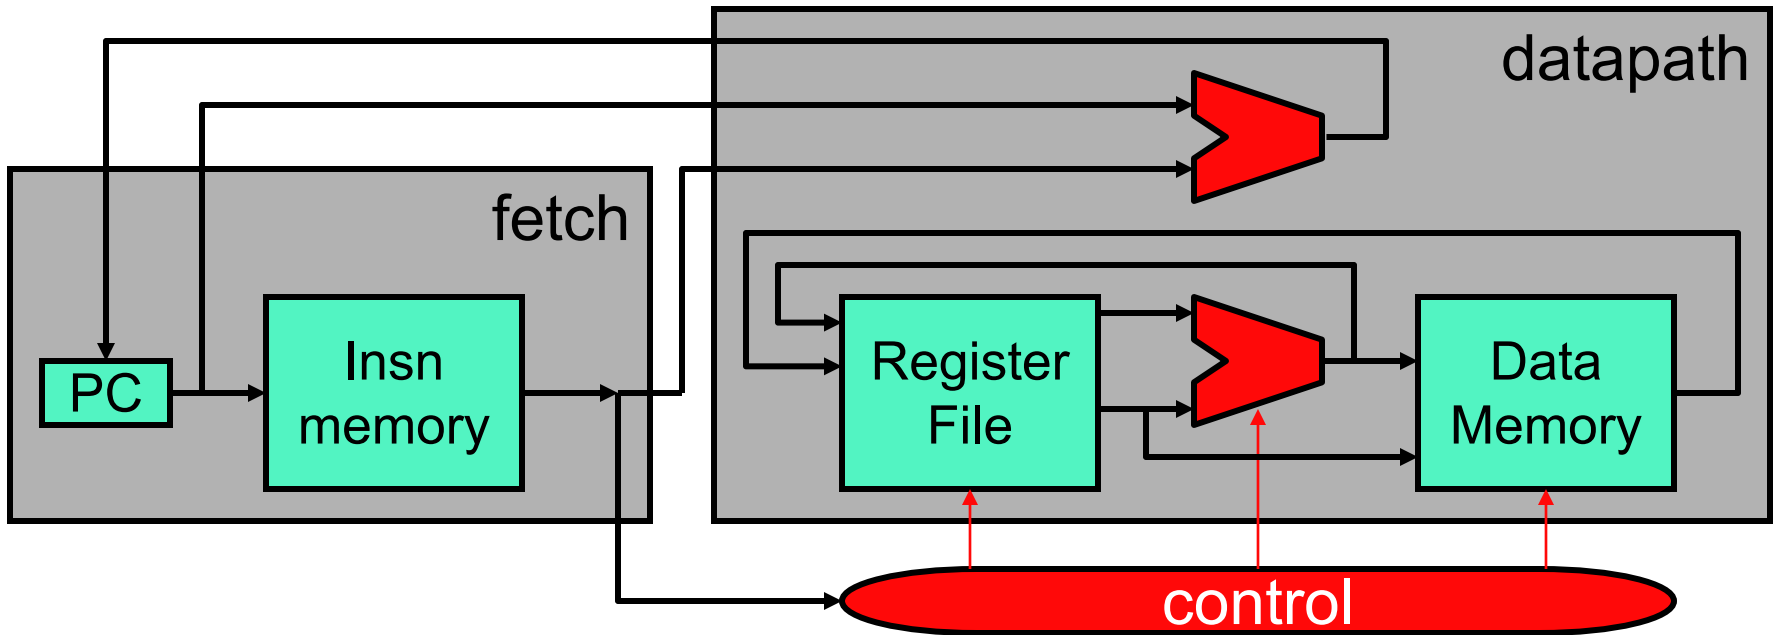 datapath
fetch
PC
Insn
memory
Register
File
Data
Memory
control